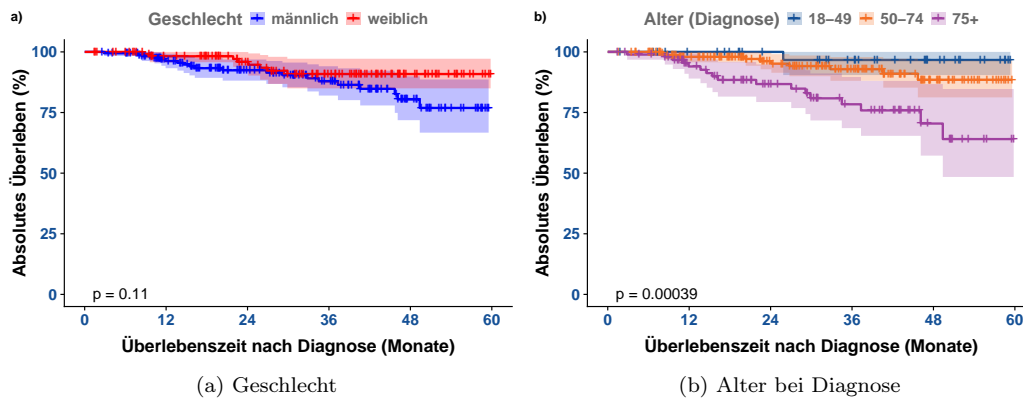 a)
Geschlecht männlich weiblich
Absolutes Überleben (%)
100
75
50
25
0
p = 0.11
0 12 24 36 48 60
Überlebenszeit nach Diagnose (Monate)
(a) Geschlecht
b)
Alter (Diagnose) 18–49 50–74 75+
Absolutes Überleben (%)
100
75
50
25
0
p = 0.00039
0 12 24 36 48 60
Überlebenszeit nach Diagnose (Monate)
(b) Alter bei Diagnose